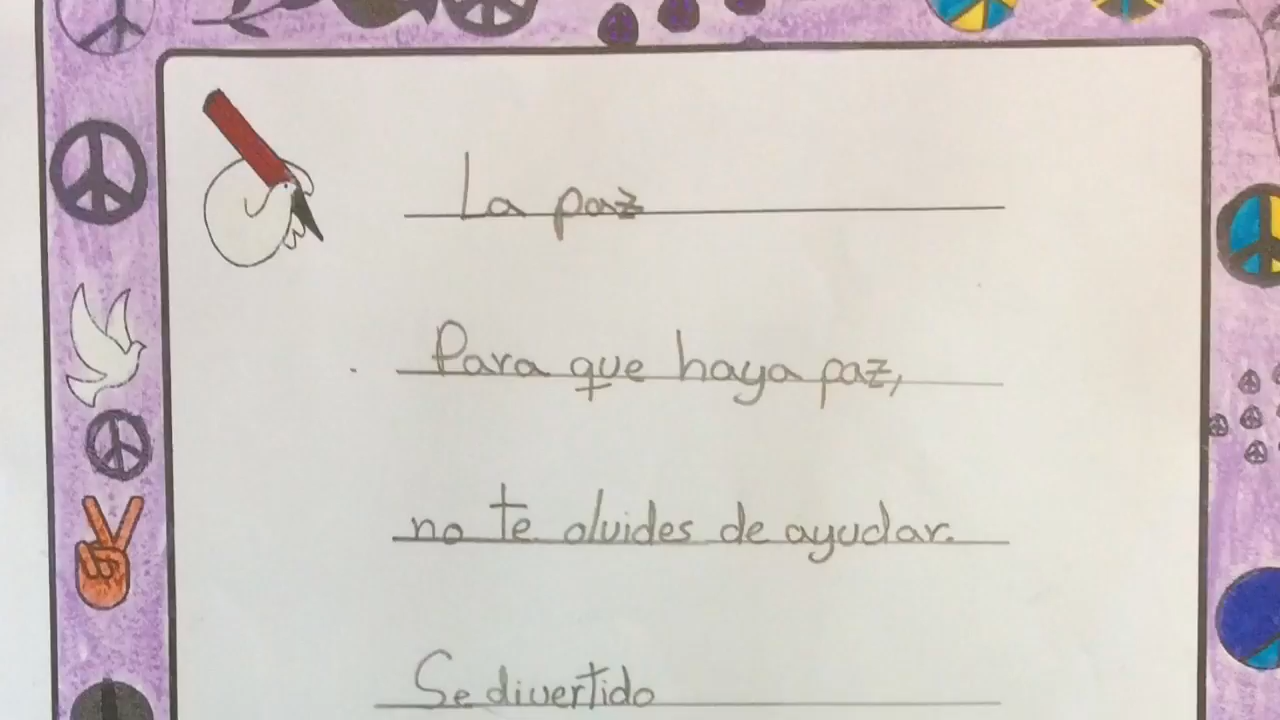 La paz
Para que haya paz,
no te olvides de ayudar.
Se divertido